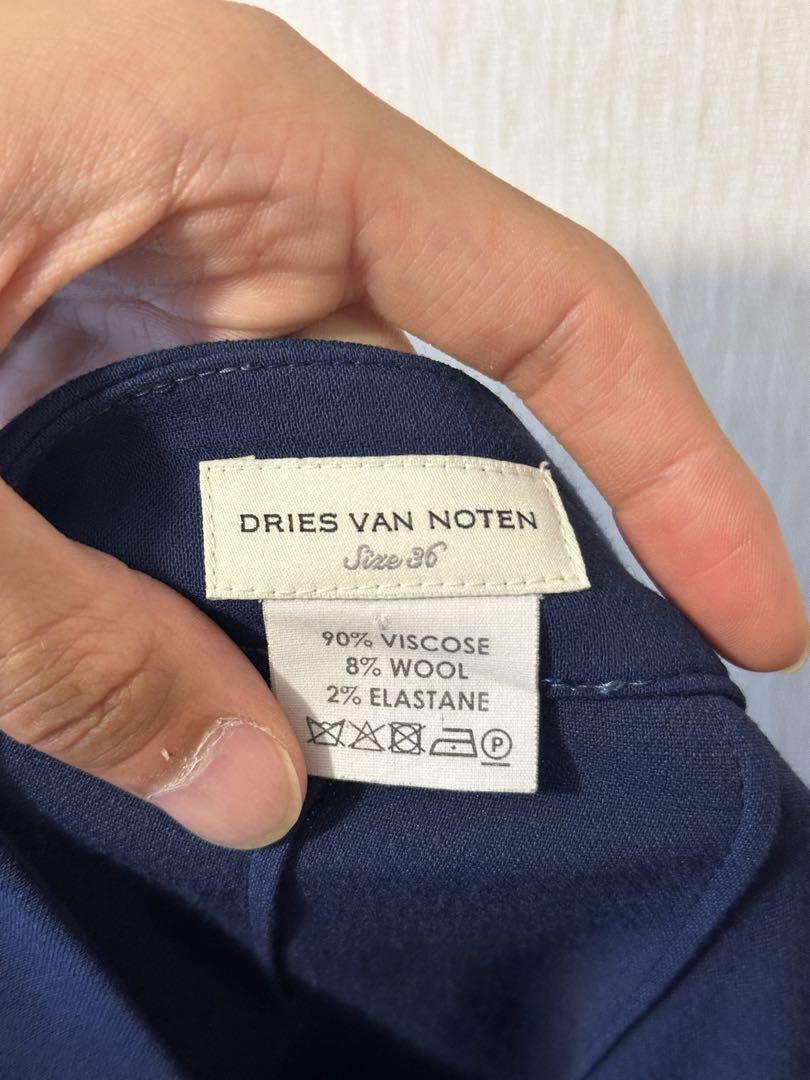 DRIES VAN NOTEN
Size 36
90% VISCOSE
8% WOOL
2% ELASTANE
P